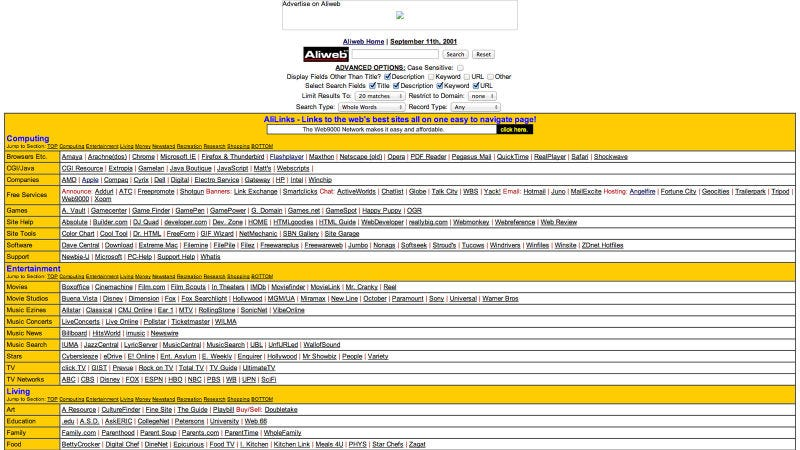 Advertise on Aliweb
Aliweb Home | September 11th, 2001
Aliweb Search Reset
ADVANCED OPTIONS: Case Sensitive:
Display Fields Other Than Title? Description Keyword URL Other
Select Search Fields Title Description Keyword URL
Limit Results To: 20 matches Restrict to Domain: none
Search Type: Whole Words Record Type: Any
AliLinks - Links to the web's best sites all on one easy to navigate page!
The Web9000 Network makes it easy and affordable. click here.
Computing
Jump to Section: TOP Computing Entertainment Living Money Newstand Recreation Research Shopping BOTTOM
Browsers Etc. Amaya | Arachne(dos) | Chrome | Microsoft IE | Firefox & Thunderbird | Flashplayer | Maxthon | Netscape (old) | Opera | PDF Reader | Pegasus Mail | QuickTime | RealPlayer | Safari | Shockwave
CGI/Java CGI Resource | Extropia | Gamelan | Java Boutique | JavaScript | Matt's | Webscripts |
Companies AMD | Apple | Compaq | Cyrix | Dell | Digital | Electro Service | Gateway | HP | Intel | Winchip
Free Services Announce: Addurl | ATC | Freepromote | Shotgun Banners: Link Exchange | Smartclicks Chat: ActiveWorlds | Chatlist | Globe | Talk City | WBS | Yack! Email: Hotmail | Juno | MailExcite Hosting: Angelfire | Fortune City | Geocities | Trailerpark | Tripod |
Web9000 | Xoom
Games A. Vault | Gamecenter | Game Finder | GamePen | GamePower | G. Domain | Games.net | GameSpot | Happy Puppy | OGR
Site Help Absolute | Builder.com | DJ Quad | developer.com | Dev. Zone | HOME | HTMLgoodies | HTML Guide | WebDeveloper | reallybig.com | Webmonkey | Webreference | Web Review
Site Tools Color Chart | Cool Tool | Dr. HTML | FreeForm | GIF Wizard | NetMechanic | SBN Gallery | Site Garage
Software Dave Central | Download | Extreme Mac | Filemine | FilePile | Filez | Freewareplus | Freewareweb | Jumbo | Nonags | Softseek | Stroud's | Tucows | Windrivers | Winfiles | Winsite | ZDnet Hotfiles
Support Newbie-U | Microsoft | PC-Help | Support Help | Whatis
Entertainment
Jump to Section: TOP Computing Entertainment Living Money Newstand Recreation Research Shopping BOTTOM
Movies Boxoffice | Cinemachine | Film.com | Film Scouts | in Theaters | IMDb | Moviefinder | MovieLink | Mr. Cranky | Reel
Movie Studios Buena Vista | Disney | Dimension | Fox | Fox Searchlight | Hollywood | MGM/UA | Miramax | New Line | October | Paramount | Sony | Universal | Warner Bros
Music Ezines Allstar | Classical | CMJ Online | Ear 1 | MTV | RollingStone | SonicNet | VibeOnline
Music Concerts LiveConcerts | Live Online | Pollstar | Ticketmaster | WILMA
Music News Billboard | HitsWorld | imusic | Newswire
Music Search IUMA | JazzCentral | LyricServer | MusicCentral | MusicSearch | UBL | UnfURLed | WallofSound
Stars Cybersleaze | eDrive | E! Online | Ent. Asylum | E. Weekly | Enquirer | Hollywood | Mr Showbiz | People | Variety
TV click TV | GIST | Prevue | Rock on TV | Total TV | TV Guide | UltimateTV
TV Networks ABC | CBS | Disney | FOX | ESPN | HBO | NBC | PBS | WB | UPN | SciFi
Living
Jump to Section: TOP Computing Entertainment Living Money Newstand Recreation Research Shopping BOTTOM
Art A Resource | CultureFinder | Fine Site | The Guide | Playbill Buy/Sell: Doubletake
Education .edu | A.S.D. | AskERIC | CollegeNet | Petersons | University | Web 66
Family Family.com | Parenthood | Parent Soup | Parents.com | ParentTime | WholeFamily
Food BettyCrocker | Digital Chef | DineNet | Epicurious | Food TV | I. Kitchen | Kitchen Link | Meals 4U | PHYS | Star Chefs | Zagat